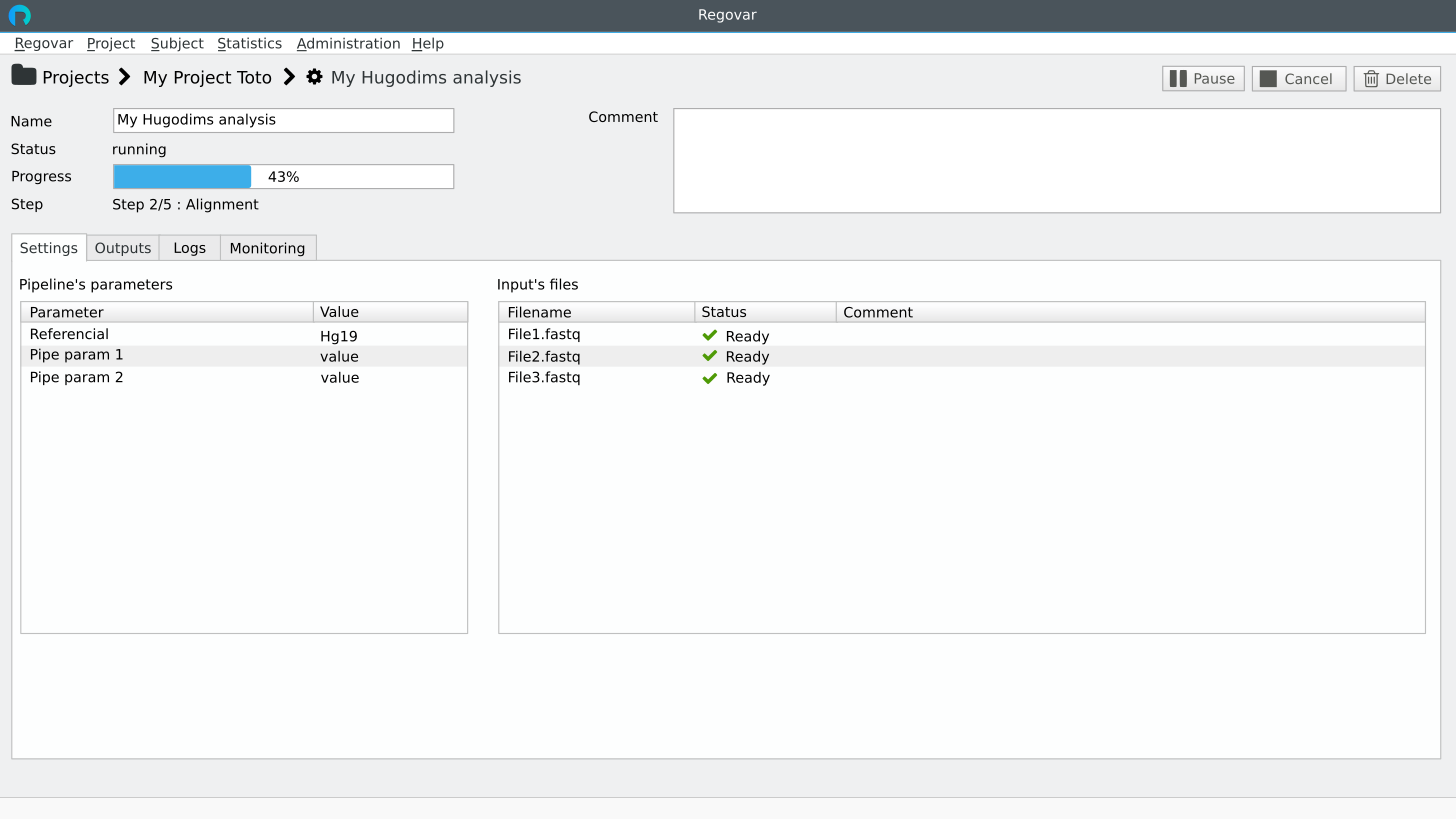 Regovar
Regovar Project Subject Statistics Administration Help
Projects My Project Toto My Hugodims analysis Pause Cancel Delete
Name My Hugodims analysis Comment
Status running
Progress 43%
Step Step 2/5 : Alignment
Settings Outputs Logs Monitoring
Pipeline's parameters Input's files
Parameter Value Filename Status Comment
Referencial Hg19 File1.fastq Ready
Pipe param 1 value File2.fastq Ready
Pipe param 2 value File3.fastq Ready